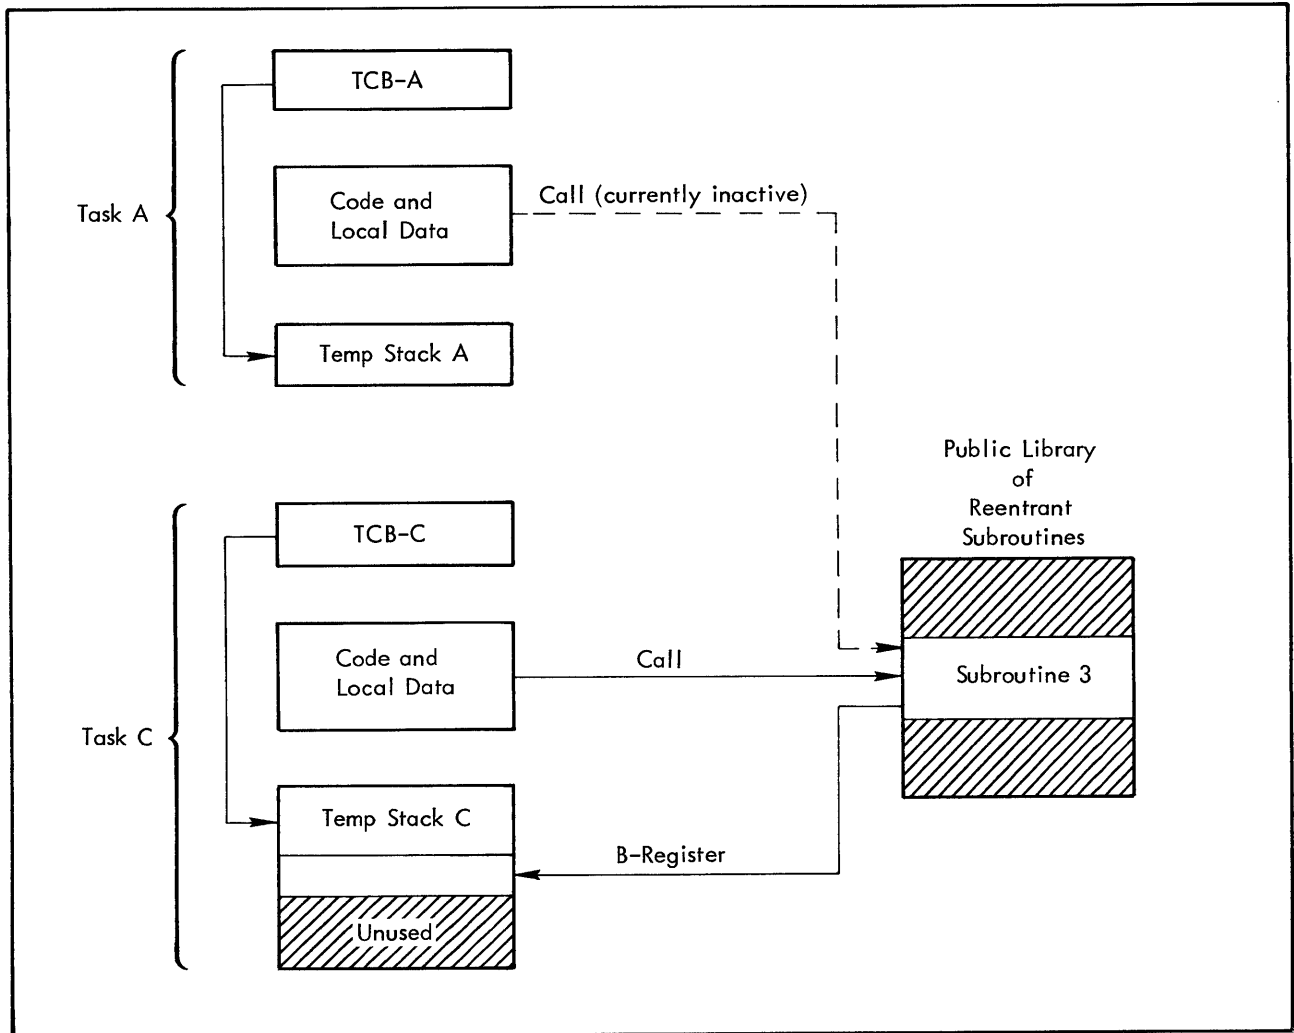 TCB-A
Call (currently inactive)
Code and
Local Data
Task A
Temp Stack A
Public Library
of
Reentrant
Subroutines
TCB-C
Code and
Local Data
Call
Subroutine 3
Task C
Temp Stack C
B-Register
Unused